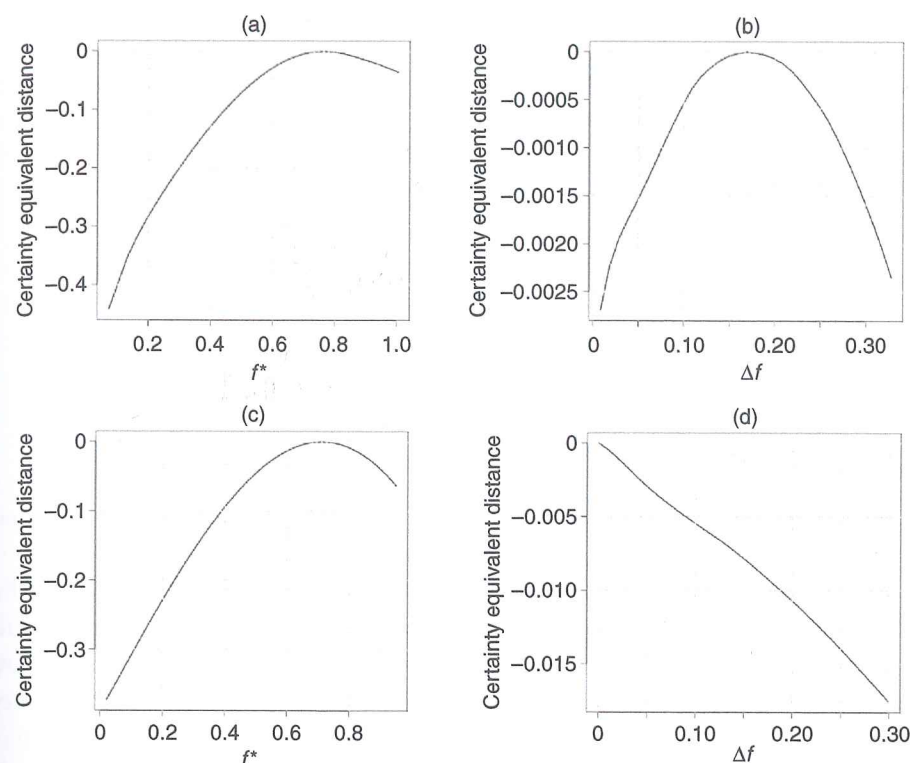 (a)
Certainty equivalent distance
0
−0.1
−0.2
−0.3
−0.4
0.2 0.4 0.6 0.8 1.0
f*
(b)
Certainty equivalent distance
0
−0.0005
−0.0010
−0.0015
−0.0020
−0.0025
0 0.10 0.20 0.30
Δf
(c)
Certainty equivalent distance
0
−0.1
−0.2
−0.3
0 0.2 0.4 0.6 0.8
f*
(d)
Certainty equivalent distance
0
−0.005
−0.010
−0.015
0 0.10 0.20 0.30
Δf